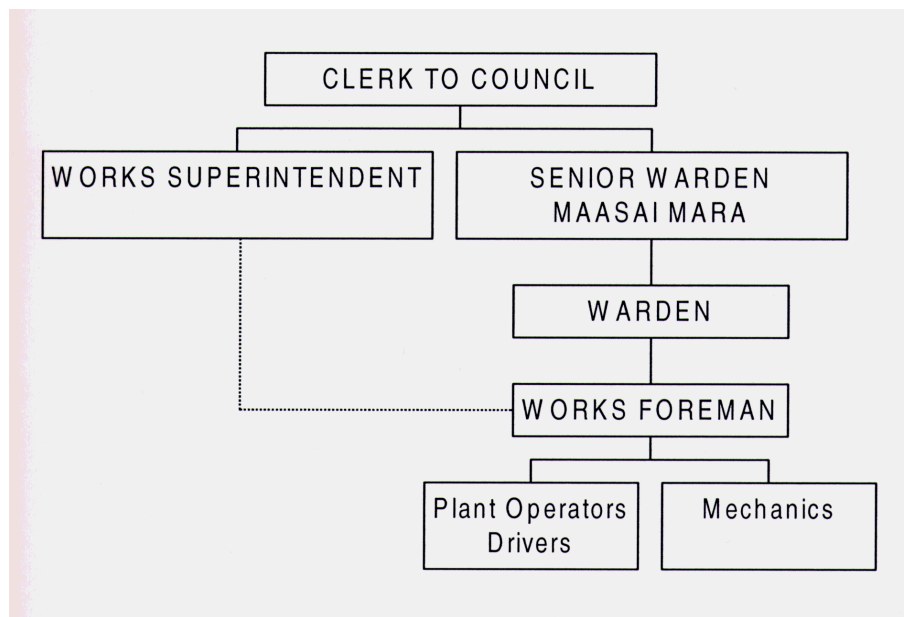 CLERK TO COUNCIL
WORKS SUPERINTENDENT
SENIOR WARDEN
MAASAI MARA
WARDEN
WORKS FOREMAN
Plant Operators
Drivers
Mechanics